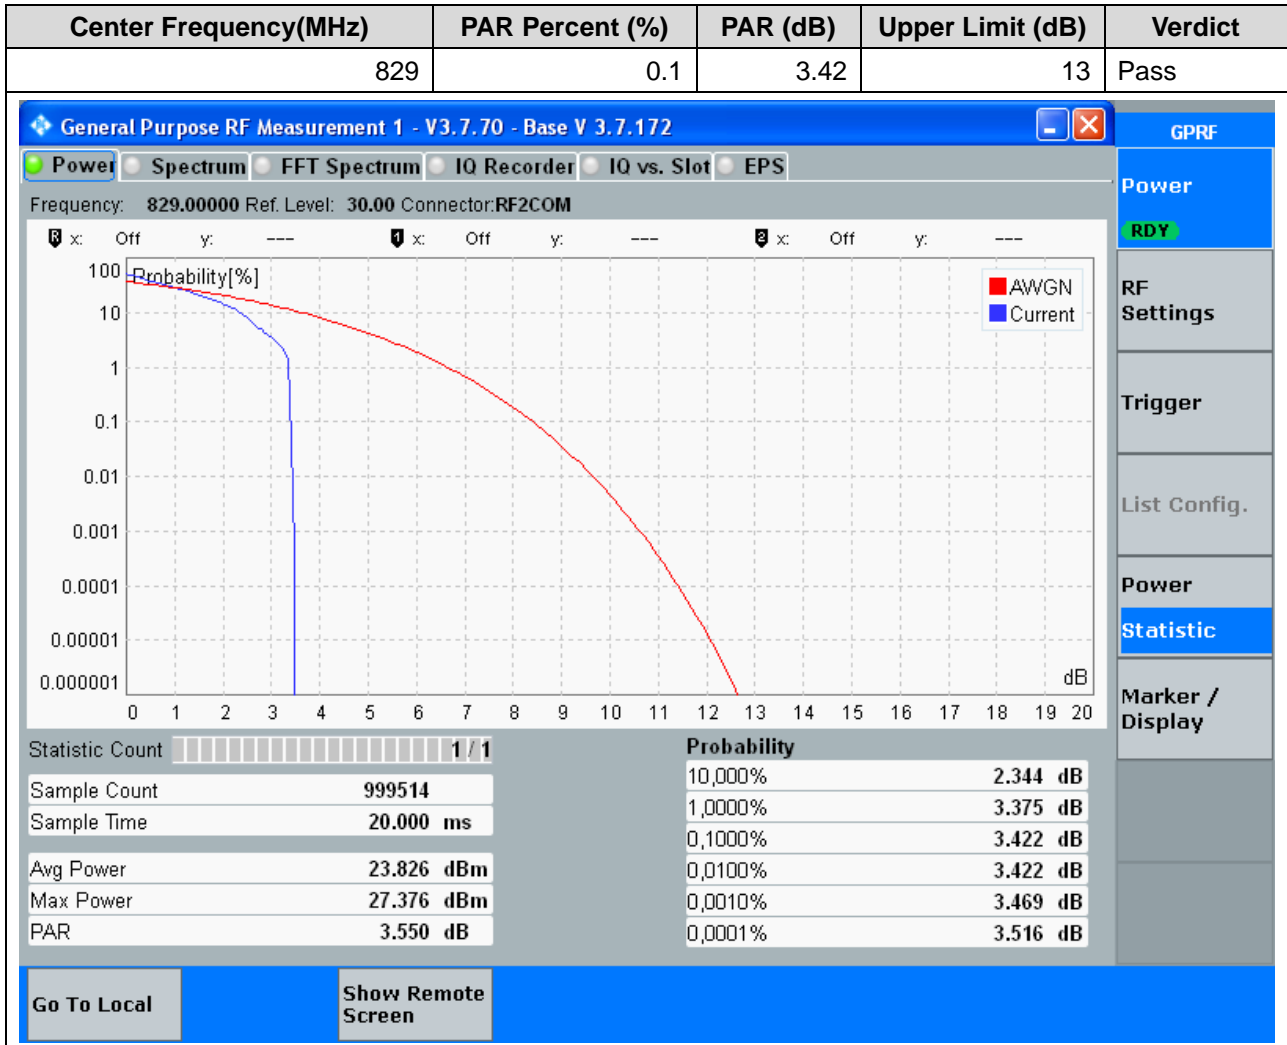 Center Frequency(MHz) PAR Percent (%) PAR (dB) Upper Limit (dB) Verdict
829 0.1 3.42 13 Pass
General Purpose RF Measurement 1 - V3.7.70 - Base V 3.7.172
GPRF
Power Spectrum FFT Spectrum IQ Recorder IQ vs. Slot EPS
Frequency: 829.00000 Ref. Level: 30.00 Connector:RF2COM
Power
RDY
R x: Off y: --- 1 x: Off y: --- 2 x: Off y: ---
Probability[%]
AWGN
Current
100
10
1
0.1
0.01
0.001
0.0001
0.00001
0.000001
dB
0 1 2 3 4 5 6 7 8 9 10 11 12 13 14 15 16 17 18 19 20
RF
Settings
Trigger
List Config.
Power
Statistic
Marker /
Display
Statistic Count 1 / 1
Sample Count 999514
Sample Time 20.000 ms
Avg Power 23.826 dBm
Max Power 27.376 dBm
PAR 3.550 dB
Probability
10,000% 2.344 dB
1,0000% 3.375 dB
0,1000% 3.422 dB
0,0100% 3.422 dB
0,0010% 3.469 dB
0,0001% 3.516 dB
Go To Local
Show Remote
Screen